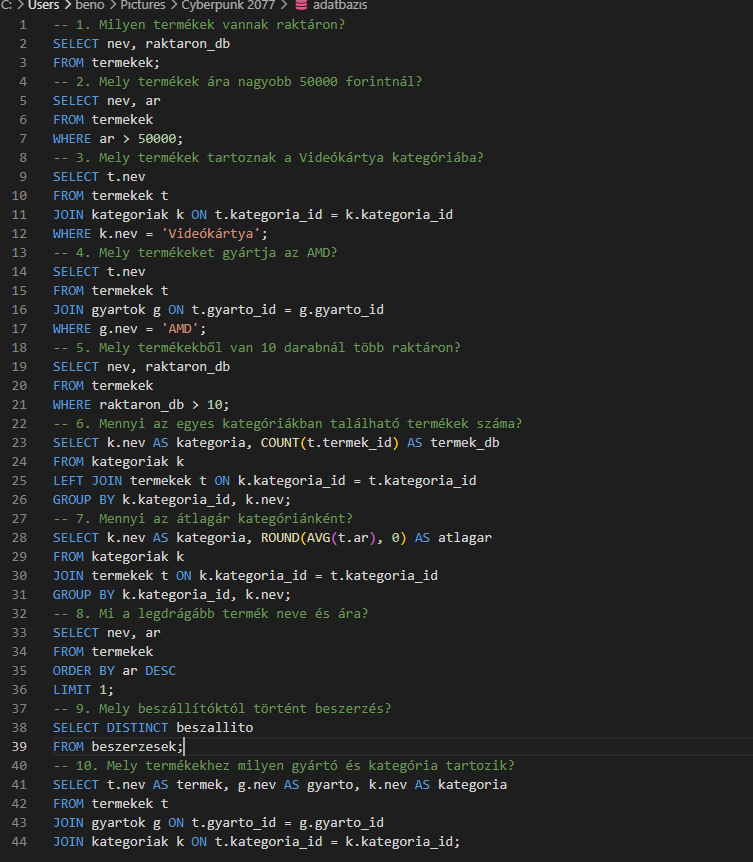 C: > Users > beno > Pictures > Cyberpunk 2077 > adatbazis
1 -- 1. Milyen termékek vannak raktáron?
2 SELECT nev, raktaron_db
3 FROM termekek;
4 -- 2. Mely termékek ára nagyobb 50000 forintnál?
5 SELECT nev, ar
6 FROM termekek
7 WHERE ar > 50000;
8 -- 3. Mely termékek tartoznak a Videókártya kategóriába?
9 SELECT t.nev
10 FROM termekek t
11 JOIN kategoriak k ON t.kategoria_id = k.kategoria_id
12 WHERE k.nev = 'Videókártya';
13 -- 4. Mely termékeket gyártja az AMD?
14 SELECT t.nev
15 FROM termekek t
16 JOIN gyartok g ON t.gyarto_id = g.gyarto_id
17 WHERE g.nev = 'AMD';
18 -- 5. Mely termékekből van 10 darabnál több raktáron?
19 SELECT nev, raktaron_db
20 FROM termekek
21 WHERE raktaron_db > 10;
22 -- 6. Mennyi az egyes kategóriákban található termékek száma?
23 SELECT k.nev AS kategoria, COUNT(t.termek_id) AS termek_db
24 FROM kategoriak k
25 LEFT JOIN termekek t ON k.kategoria_id = t.kategoria_id
26 GROUP BY k.kategoria_id, k.nev;
27 -- 7. Mennyi az átlagár kategóriánként?
28 SELECT k.nev AS kategoria, ROUND(AVG(t.ar), 0) AS atlagar
29 FROM kategoriak k
30 JOIN termekek t ON k.kategoria_id = t.kategoria_id
31 GROUP BY k.kategoria_id, k.nev;
32 -- 8. Mi a legdrágább termék neve és ára?
33 SELECT nev, ar
34 FROM termekek
35 ORDER BY ar DESC
36 LIMIT 1;
37 -- 9. Mely beszállítóktól történt beszerzés?
38 SELECT DISTINCT beszallito
39 FROM beszerzesek;
40 -- 10. Mely termékekhez milyen gyártó és kategória tartozik?
41 SELECT t.nev AS termek, g.nev AS gyarto, k.nev AS kategoria
42 FROM termekek t
43 JOIN gyartok g ON t.gyarto_id = g.gyarto_id
44 JOIN kategoriak k ON t.kategoria_id = k.kategoria_id;